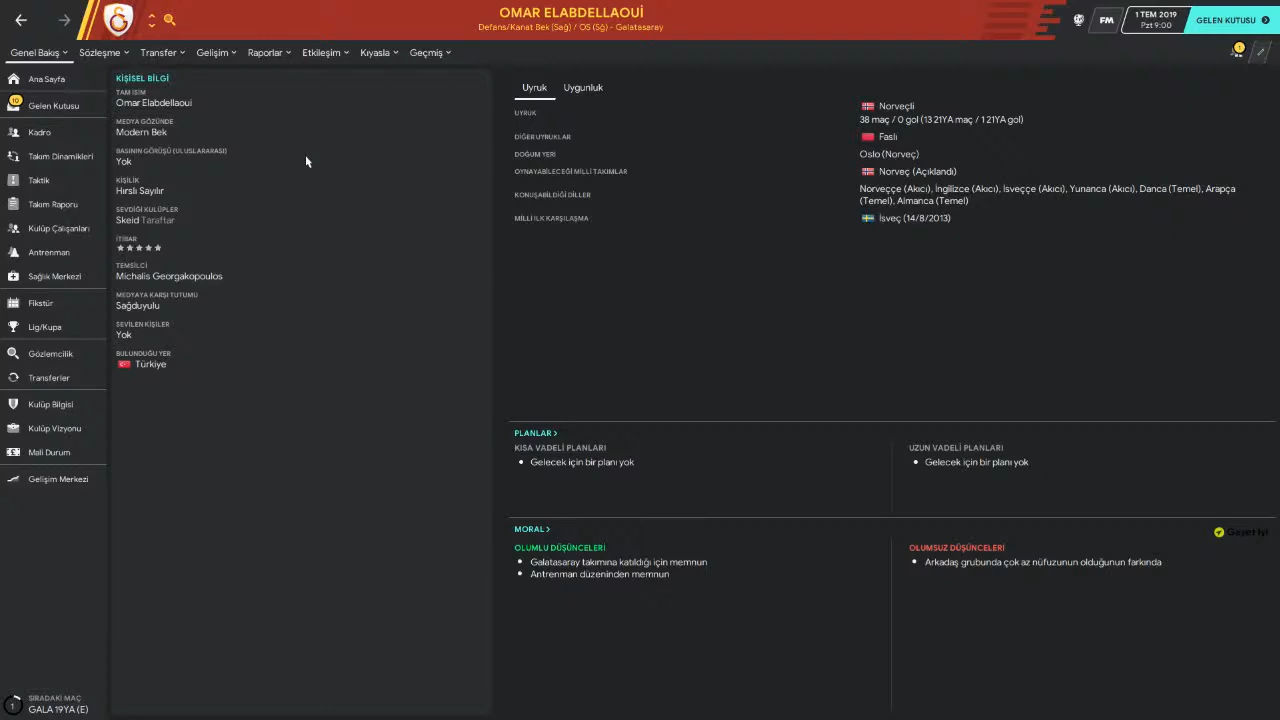 OMAR ELABDELLAOUİ
Defans/Kanat Bek (Sağ) / OS (Sğ) - Galatasaray
FM
1 TEM 2019
Pzt 9:00
GELEN KUTUSU
Genel Bakış
Sözleşme
Transfer
Gelişim
Raporlar
Etkileşim
Kıyasla
Geçmiş
1
Ana Sayfa
10
Gelen Kutusu
Kadro
Takım Dinamikleri
Taktik
Takım Raporu
Kulüp Çalışanları
Antrenman
Sağlık Merkezi
Fikstür
Lig/Kupa
Gözlemcilik
Transferler
Kulüp Bilgisi
Kulüp Vizyonu
Mali Durum
Gelişim Merkezi
1
SIRADAKİ MAÇ
GALA 19YA (E)
KİŞİSEL BİLGİ
TAM İSİM
Omar Elabdellaoui
MEDYA GÖZÜNDE
Modern Bek
BASININ GÖRÜŞÜ (ULUSLARARASI)
Yok
KİŞİLİK
Hırslı Sayılır
SEVDİĞİ KULÜPLER
Skeid Taraftar
İTİBAR
TEMSİLCİ
Michalis Georgakopoulos
MEDYAYA KARŞI TUTUMU
Sağduyulu
SEVİLEN KİŞİLER
Yok
BULUNDUĞU YER
Türkiye
Uyruk
Uygunluk
UYRUK
Norveçli
38 maç / 0 gol (13 21YA maç / 1 21YA gol)
DİĞER UYRUKLAR
Faslı
DOĞUM YERİ
Oslo (Norveç)
OYNAYABİLECEĞİ MİLLİ TAKIMLAR
Norveç (Açıklandı)
KONUŞABİLDİĞİ DİLLER
Norveççe (Akıcı), İngilizce (Akıcı), İsveççe (Akıcı), Yunanca (Akıcı), Danca (Temel), Arapça
(Temel), Almanca (Temel)
MİLLİ İLK KARŞILAŞMA
İsveç (14/8/2013)
PLANLAR
KISA VADELİ PLANLARI
• Gelecek için bir planı yok
UZUN VADELİ PLANLARI
• Gelecek için bir planı yok
MORAL
Gayet İyi
OLUMLU DÜŞÜNCELERİ
• Galatasaray takımına katıldığı için memnun
• Antrenman düzeninden memnun
OLUMSUZ DÜŞÜNCELERİ
• Arkadaş grubunda çok az nüfuzunun olduğunun farkında